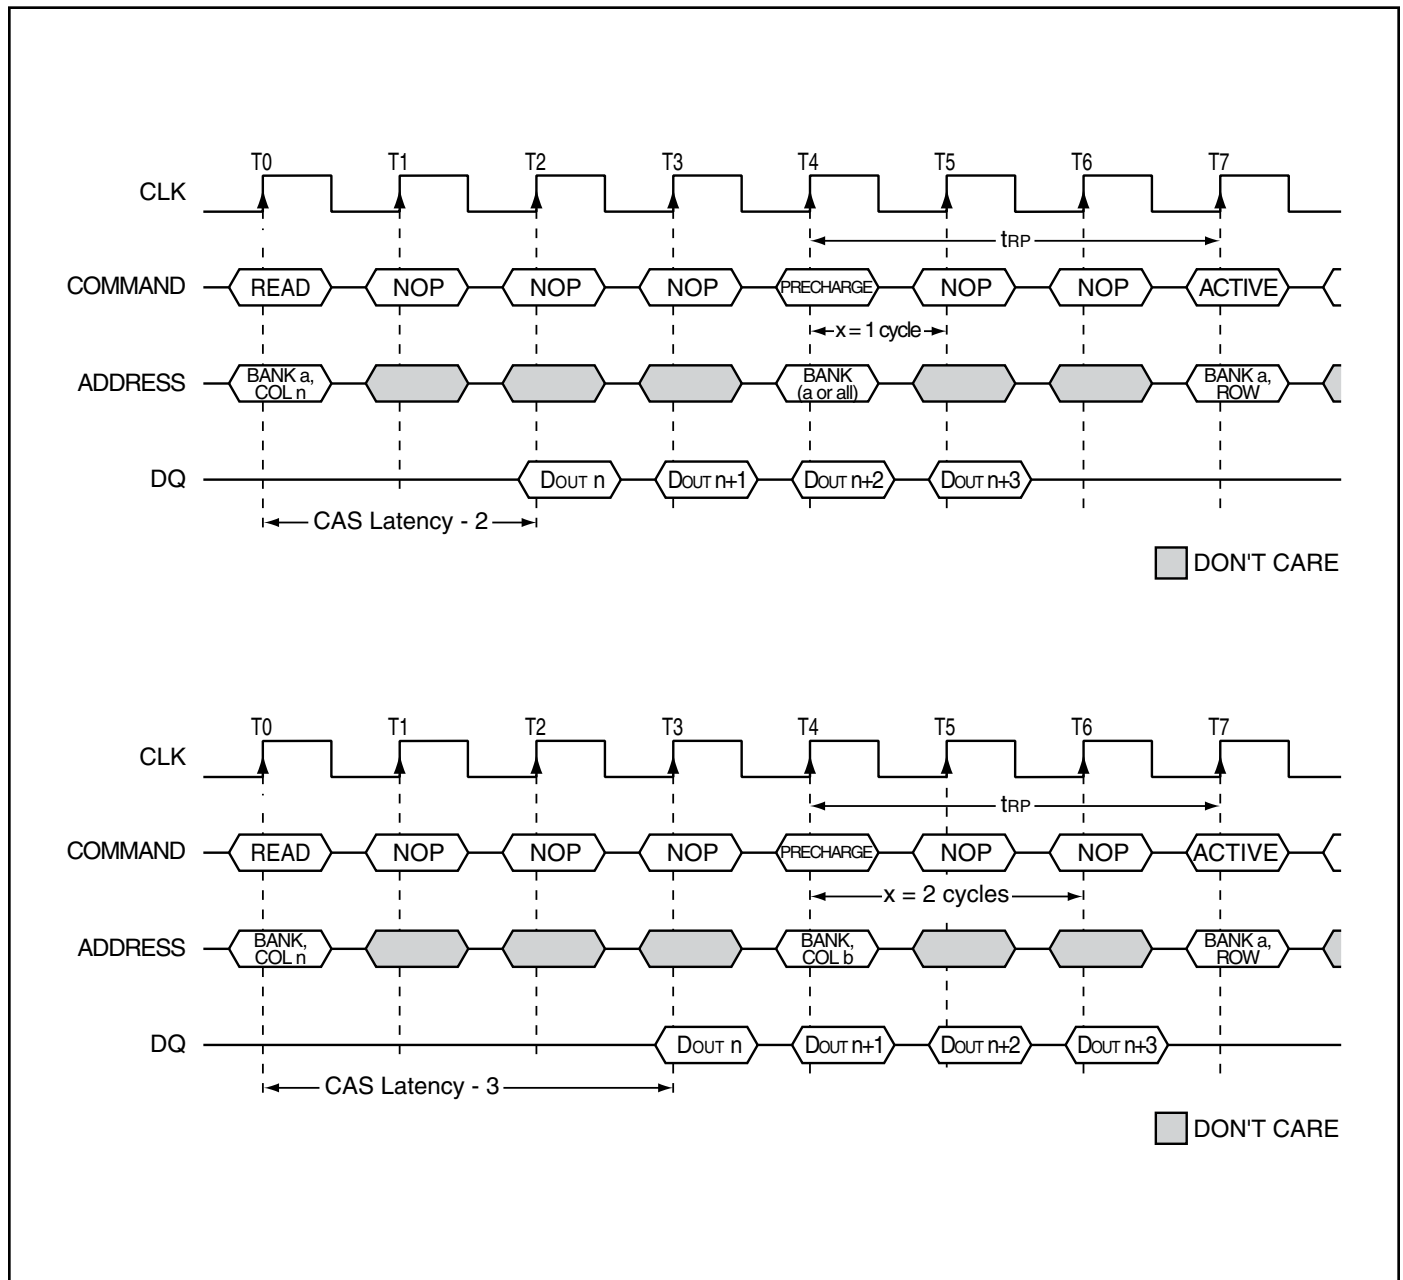 T0 T1 T2 T3 T4 T5 T6 T7
CLK
tRP
COMMAND READ NOP NOP NOP PRECHARGE NOP NOP ACTIVE
x = 1 cycle
ADDRESS BANK a, COL n BANK (a or all) BANK a, ROW
DQ DOUT n DOUT n+1 DOUT n+2 DOUT n+3
CAS Latency - 2
DON'T CARE
T0 T1 T2 T3 T4 T5 T6 T7
CLK
tRP
COMMAND READ NOP NOP NOP PRECHARGE NOP NOP ACTIVE
x = 2 cycles
ADDRESS BANK, COL n BANK, COL b BANK a, ROW
DQ DOUT n DOUT n+1 DOUT n+2 DOUT n+3
CAS Latency - 3
DON'T CARE